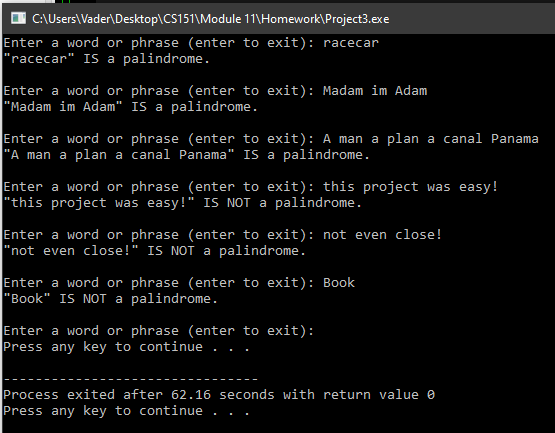 C:\Users\Vader\Desktop\CS151\Module 11\Homework\Project3.exe
Enter a word or phrase (enter to exit): racecar
"racecar" IS a palindrome.
Enter a word or phrase (enter to exit): Madam im Adam
"Madam im Adam" IS a palindrome.
Enter a word or phrase (enter to exit): A man a plan a canal Panama
"A man a plan a canal Panama" IS a palindrome.
Enter a word or phrase (enter to exit): this project was easy!
"this project was easy!" IS NOT a palindrome.
Enter a word or phrase (enter to exit): not even close!
"not even close!" IS NOT a palindrome.
Enter a word or phrase (enter to exit): Book
"Book" IS NOT a palindrome.
Enter a word or phrase (enter to exit):
Press any key to continue . . .
--------------------------------
Process exited after 62.16 seconds with return value 0
Press any key to continue . . .